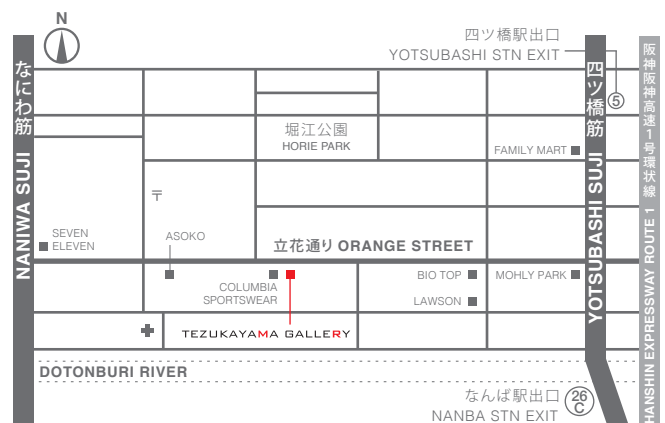 N
四ツ橋駅出口
YOTSUBASHI STN EXIT
5
なにわ筋
NANIWA SUJI
四ツ橋筋
YOTSUBASHI SUJI
阪神阪神高速1号環状線
HANSHIN EXPRESSWAY ROUTE 1
堀江公園
HORIE PARK
FAMILY MART
〒
SEVEN
ELEVEN
ASOKO
立花通り ORANGE STREET
COLUMBIA
SPORTSWEAR
BIO TOP
MOHLY PARK
LAWSON
TEZUKAYAMA GALLERY
DOTONBURI RIVER
なんば駅出口
NANBA STN EXIT
26
C